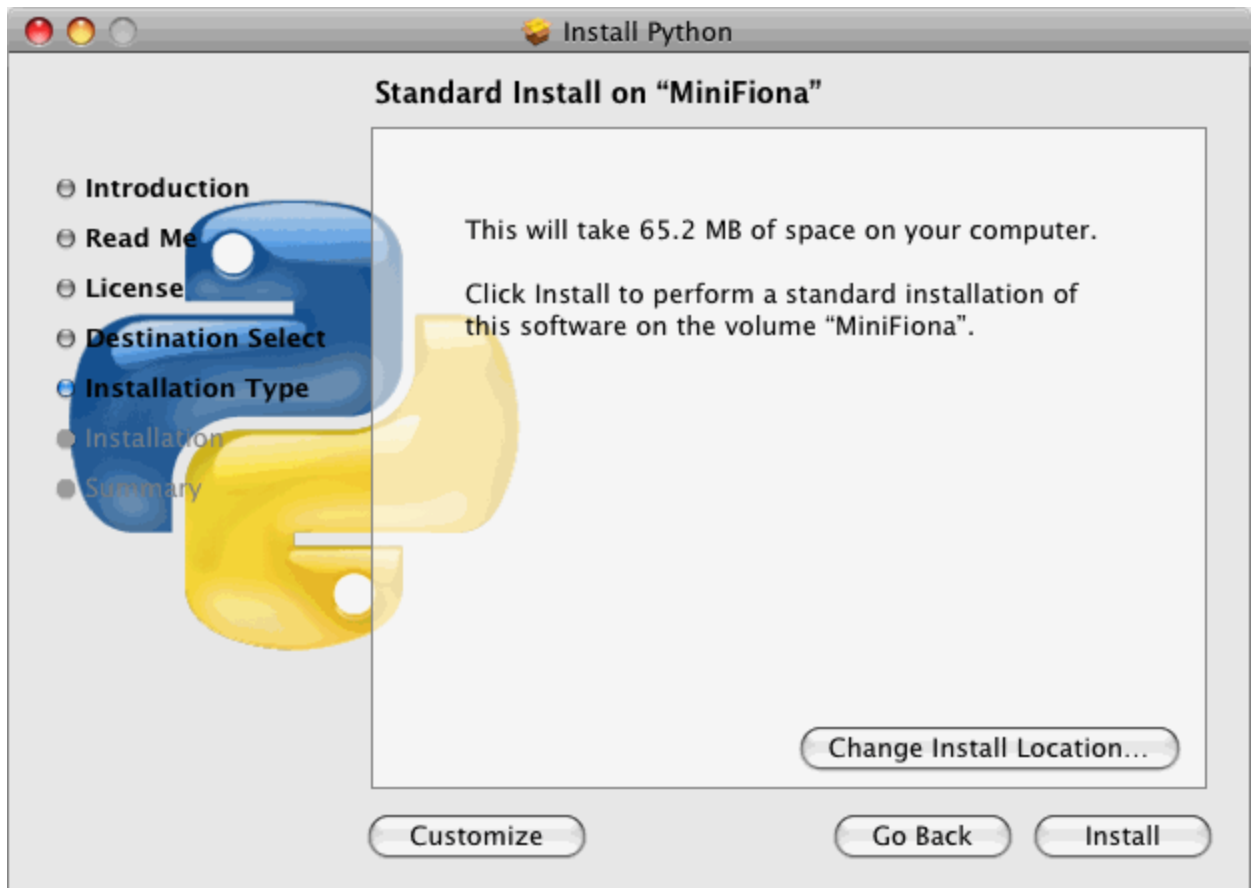 Install Python
Standard Install on “MiniFiona”
Introduction
Read Me
License
Destination Select
Installation Type
Installation
Summary
This will take 65.2 MB of space on your computer.
Click Install to perform a standard installation of
this software on the volume “MiniFiona”.
Change Install Location...
Customize
Go Back
Install